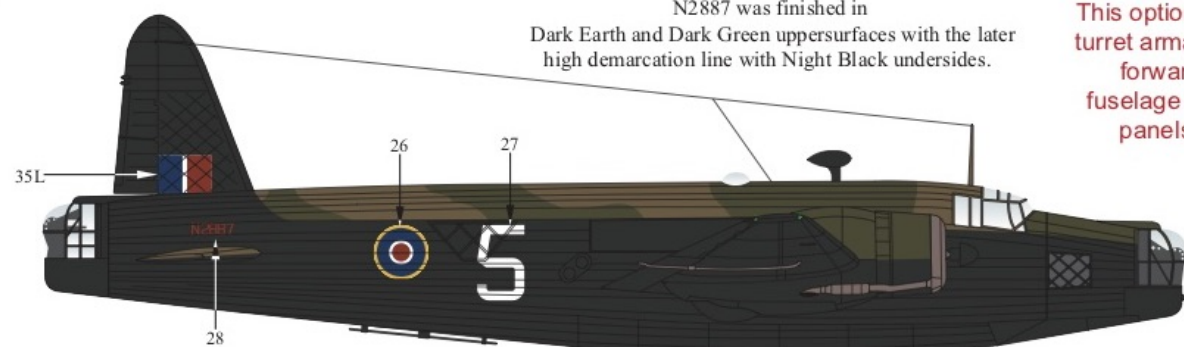 N2887 was finished in
Dark Earth and Dark Green uppersurfaces with the later
high demarcation line with Night Black undersides.
This optio
turret arma
forwar
fuselage
panels
26
27
35L
N2887
5
28